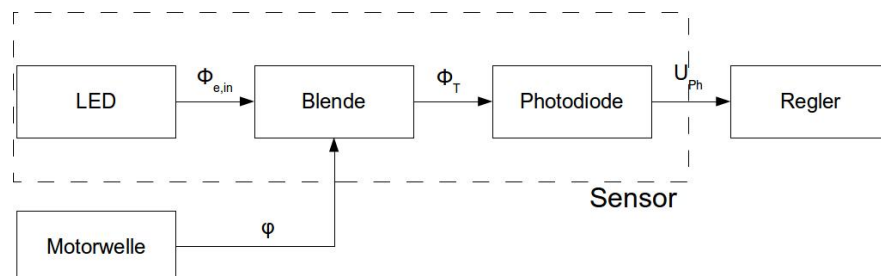 Φe,in
ΦT
UPh
LED
Blende
Photodiode
Regler
Sensor
Motorwelle
φ